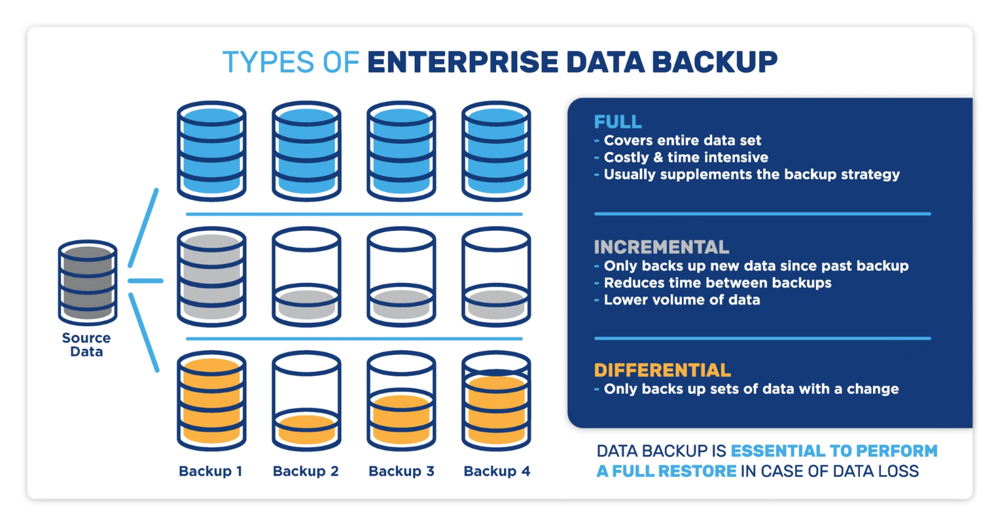 TYPES OF ENTERPRISE DATA BACKUP
FULL
- Covers entire data set
- Costly & time intensive
- Usually supplements the backup strategy
INCREMENTAL
- Only backs up new data since past backup
- Reduces time between backups
- Lower volume of data
DIFFERENTIAL
- Only backs up sets of data with a change
Source
Data
Backup 1
Backup 2
Backup 3
Backup 4
DATA BACKUP IS ESSENTIAL TO PERFORM
A FULL RESTORE IN CASE OF DATA LOSS